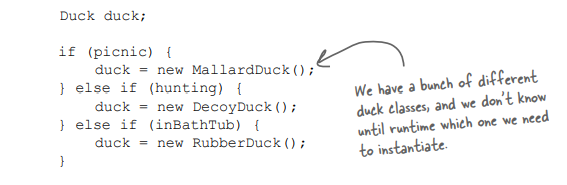 Duck duck;
if (picnic) {
    duck = new MallardDuck();
} else if (hunting) {
    duck = new DecoyDuck();
} else if (inBathTub) {
    duck = new RubberDuck();
}
We have a bunch of different
duck classes, and we don't know
until runtime which one we need
to instantiate.